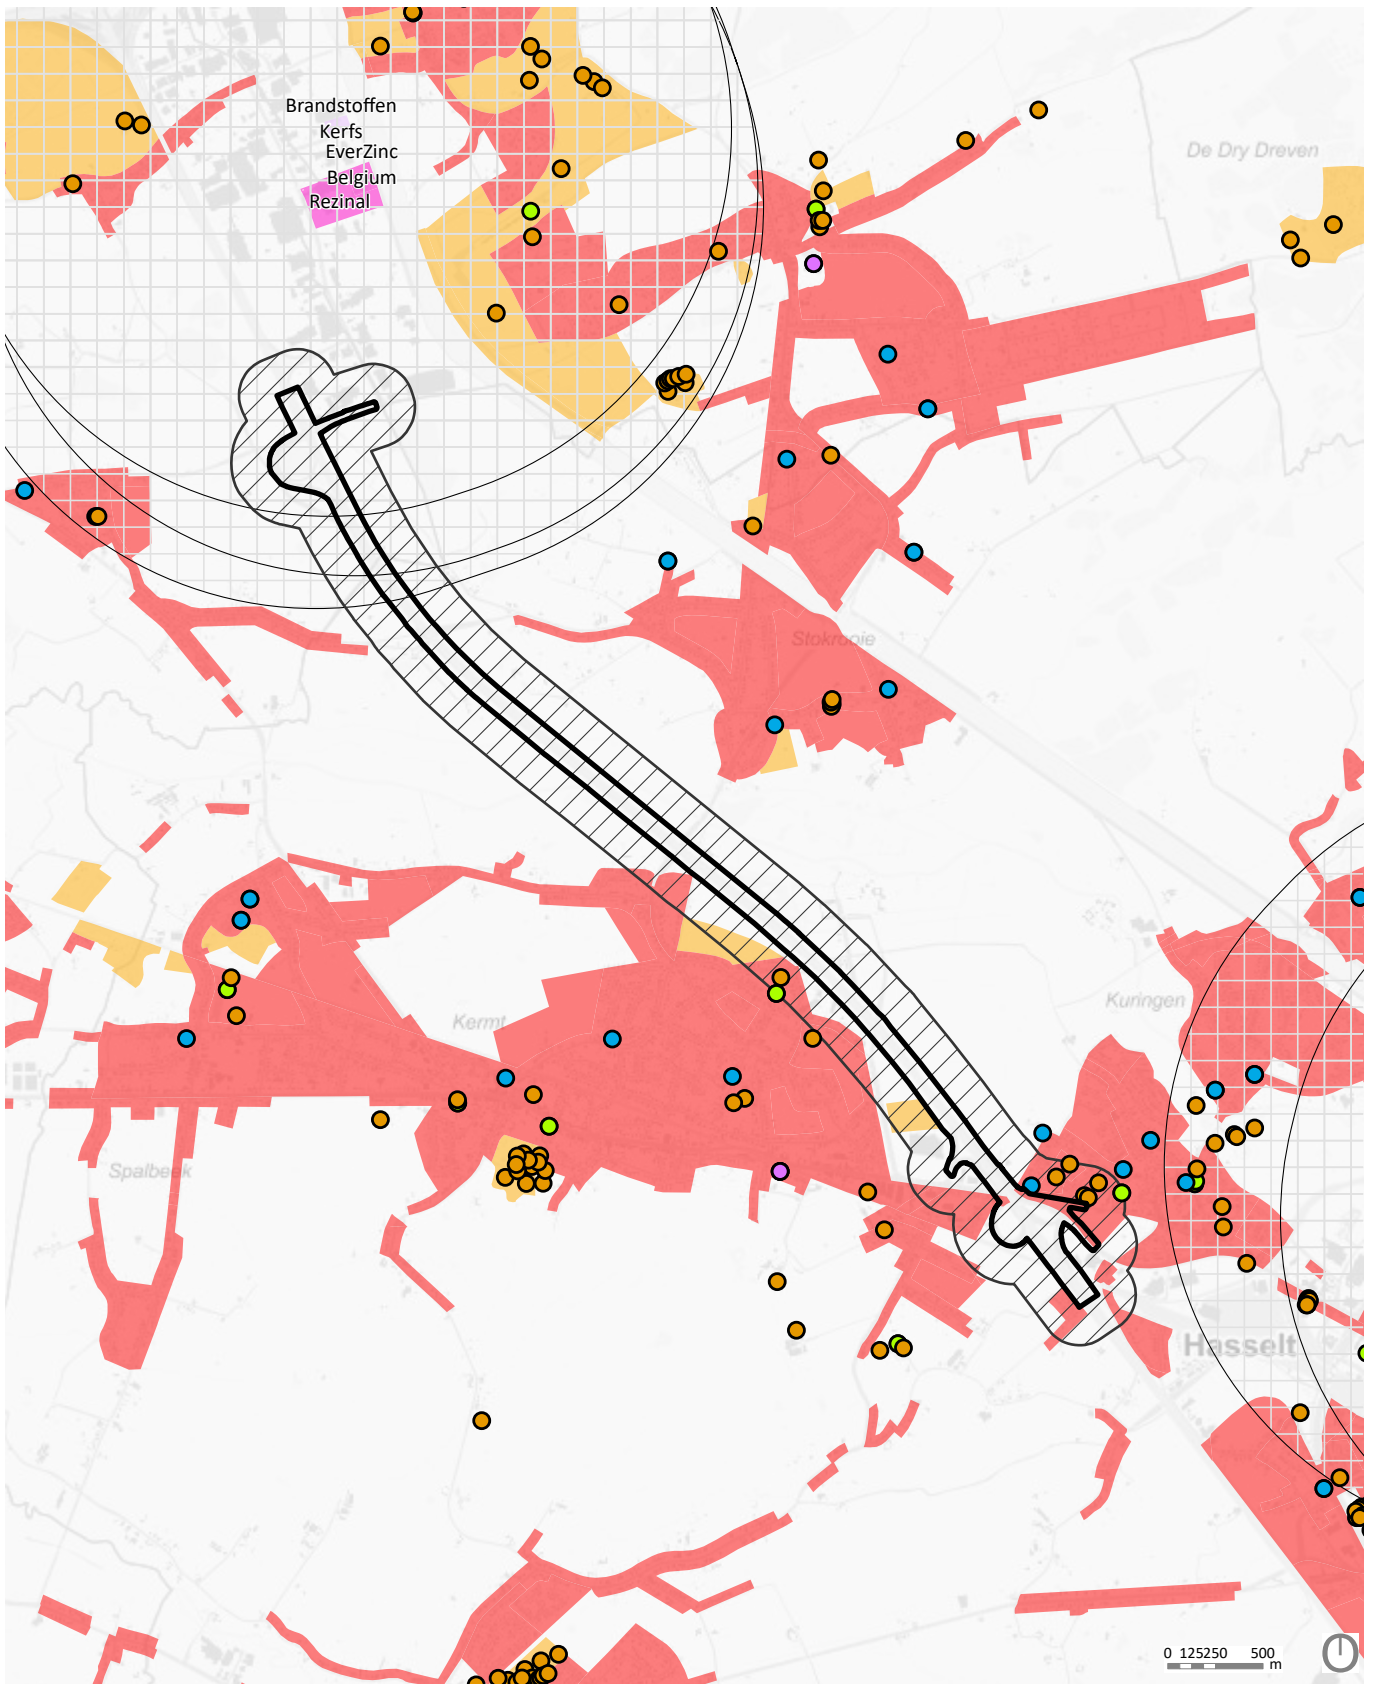 Brandstoffen
Kerfs
EverZinc
Belgium
Rezinal
De Dry Dreven
Stokrooie
Kuringen
Kermt
Spalbeek
Hasselt
0 125250 500
m